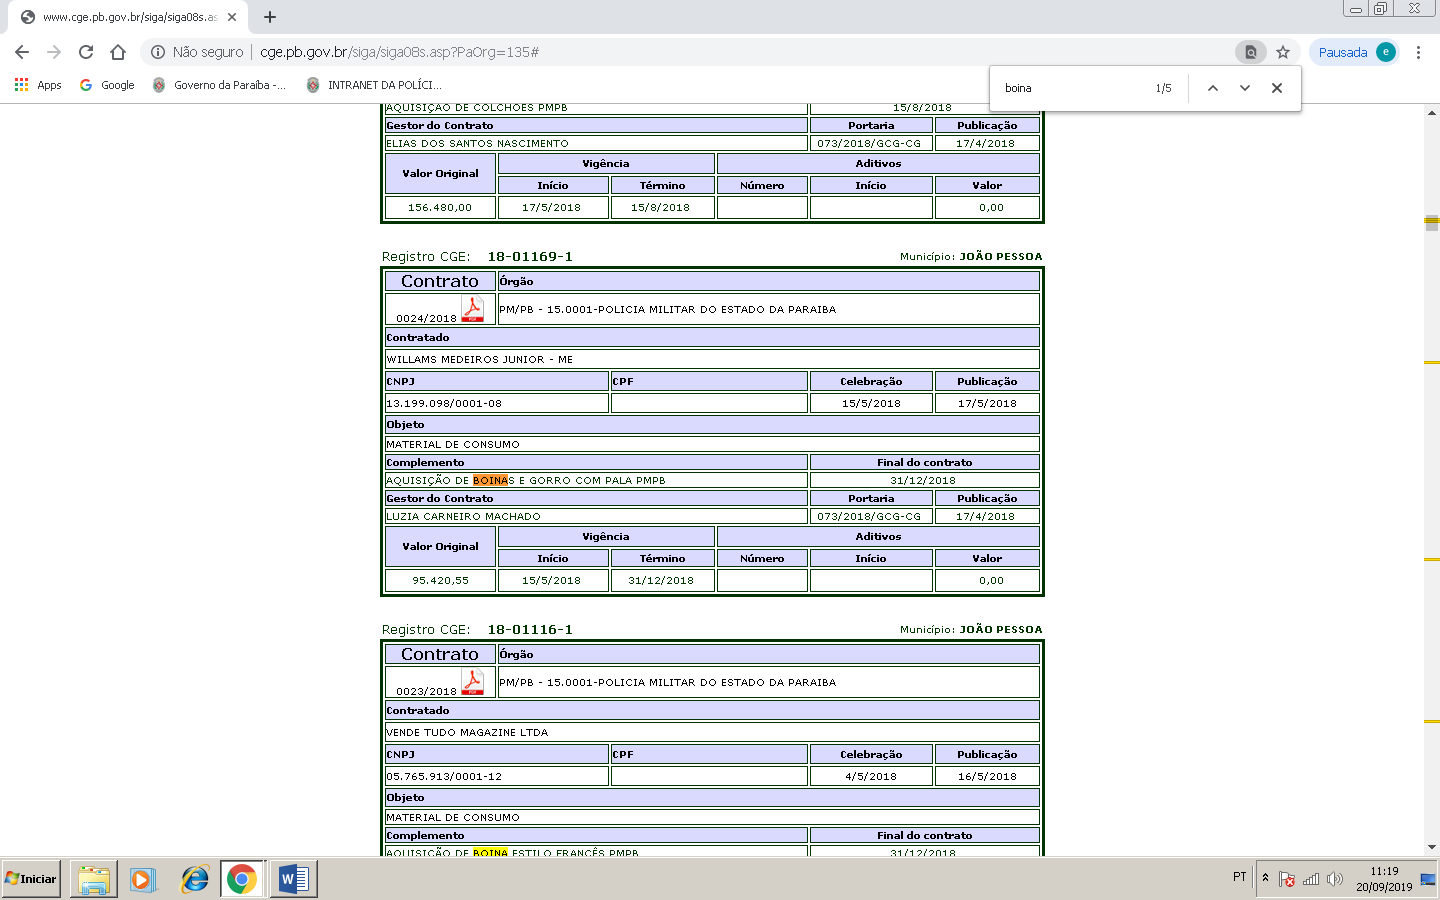 www.cge.pb.gov.br/siga/siga08s.as
Não seguro
cge.pb.gov.br/siga/siga08s.asp?PaOrg=135#
Pausada
e
Apps
Google
Governo da Paraíba -...
INTRANET DA POLÍCI...
boina
1/5
AQUISIÇÃO DE COLCHÕES PMPB 15/8/2018
Gestor do Contrato Portaria Publicação
ELIAS DOS SANTOS NASCIMENTO 073/2018/GCG-CG 17/4/2018
Valor Original Vigência Aditivos
Início Término Número Início Valor
156.480,00 17/5/2018 15/8/2018 0,00
Registro CGE: 18-01169-1 Município: JOÃO PESSOA
Contrato Órgão
0024/2018 PDF PM/PB - 15.0001-POLICIA MILITAR DO ESTADO DA PARAIBA
Contratado
WILLAMS MEDEIROS JUNIOR - ME
CNPJ CPF Celebração Publicação
13.199.098/0001-08 15/5/2018 17/5/2018
Objeto
MATERIAL DE CONSUMO
Complemento Final do contrato
AQUISIÇÃO DE BOINAS E GORRO COM PALA PMPB 31/12/2018
Gestor do Contrato Portaria Publicação
LUZIA CARNEIRO MACHADO 073/2018/GCG-CG 17/4/2018
Valor Original Vigência Aditivos
Início Término Número Início Valor
95.420,55 15/5/2018 31/12/2018 0,00
Registro CGE: 18-01116-1 Município: JOÃO PESSOA
Contrato Órgão
0023/2018 PDF PM/PB - 15.0001-POLICIA MILITAR DO ESTADO DA PARAIBA
Contratado
VENDE TUDO MAGAZINE LTDA
CNPJ CPF Celebração Publicação
05.765.913/0001-12 4/5/2018 16/5/2018
Objeto
MATERIAL DE CONSUMO
Complemento Final do contrato
AQUISIÇÃO DE BOINA ESTILO FRANCÊS PMPB 31/12/2018
Iniciar
PT
11:19
20/09/2019